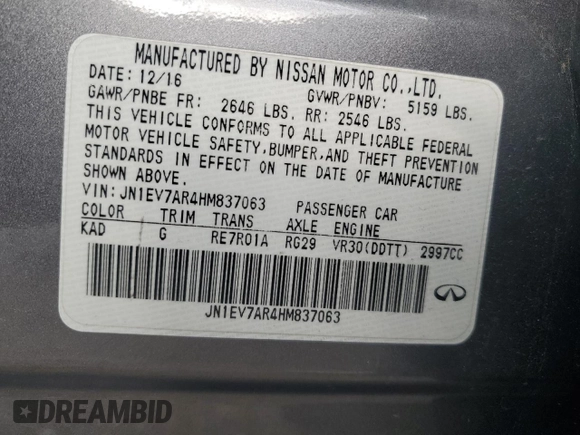 MANUFACTURED BY NISSAN MOTOR CO.,LTD.
DATE: 12/16 GVWR/PNBV: 5159 LBS.
GAWR/PNBE FR: 2646 LBS. RR: 2546 LBS.
THIS VEHICLE CONFORMS TO ALL APPLICABLE FEDERAL
MOTOR VEHICLE SAFETY,BUMPER,AND THEFT PREVENTION
STANDARDS IN EFFECT ON THE DATE OF MANUFACTURE
SHOWN ABOVE.
VIN: JN1EV7AR4HM837063 PASSENGER CAR
COLOR TRIM TRANS AXLE ENGINE
KAD G RE7R01A RG29 VR30(DDTT) 2997CC
JN1EV7AR4HM837063
DREAMBID